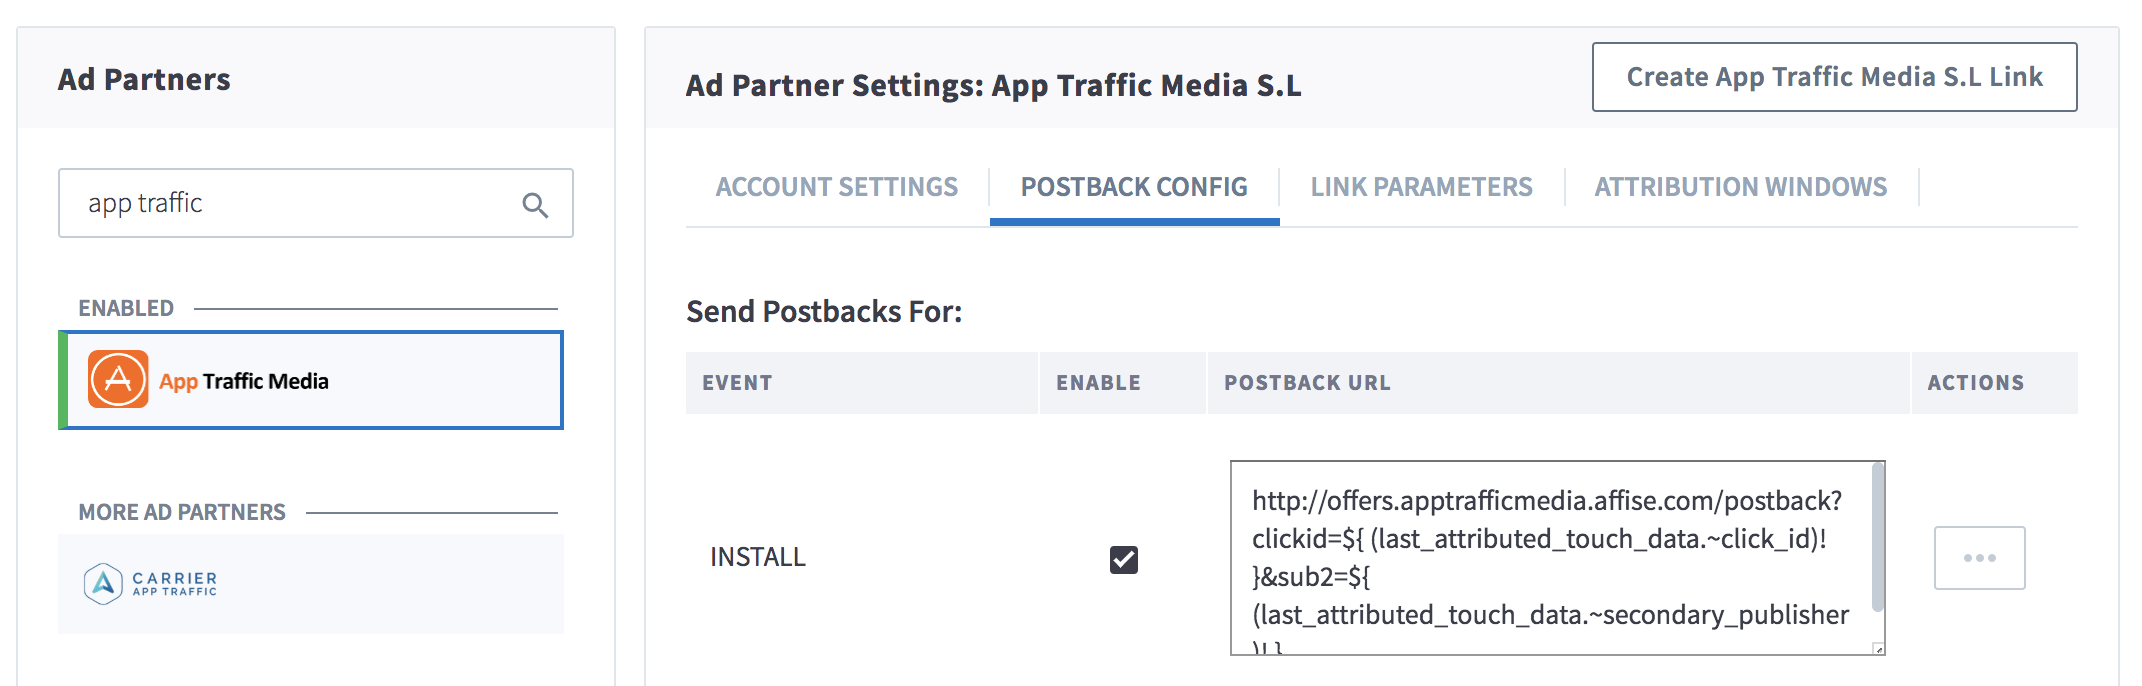 Ad Partners
app traffic
ENABLED
App Traffic Media
MORE AD PARTNERS
CARRIER
APP TRAFFIC
Ad Partner Settings: App Traffic Media S.L
Create App Traffic Media S.L Link
ACCOUNT SETTINGS
POSTBACK CONFIG
LINK PARAMETERS
ATTRIBUTION WINDOWS
Send Postbacks For:
EVENT
ENABLE
POSTBACK URL
ACTIONS
INSTALL
http://offers.apptrafficmedia.affise.com/postback?
clickid=${ (last_attributed_touch_data.~click_id)!
}&sub2=${
(last_attributed_touch_data.~secondary_publisher
)! }